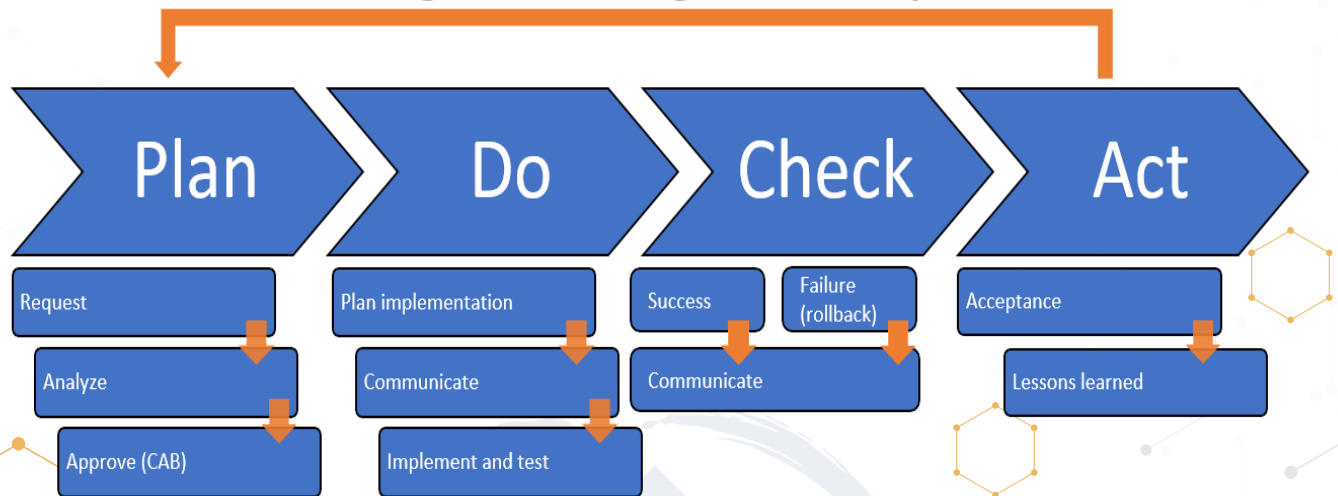 Plan
Do
Check
Act
Request
Analyze
Approve (CAB)
Plan implementation
Communicate
Implement and test
Success
Failure
(rollback)
Communicate
Acceptance
Lessons learned